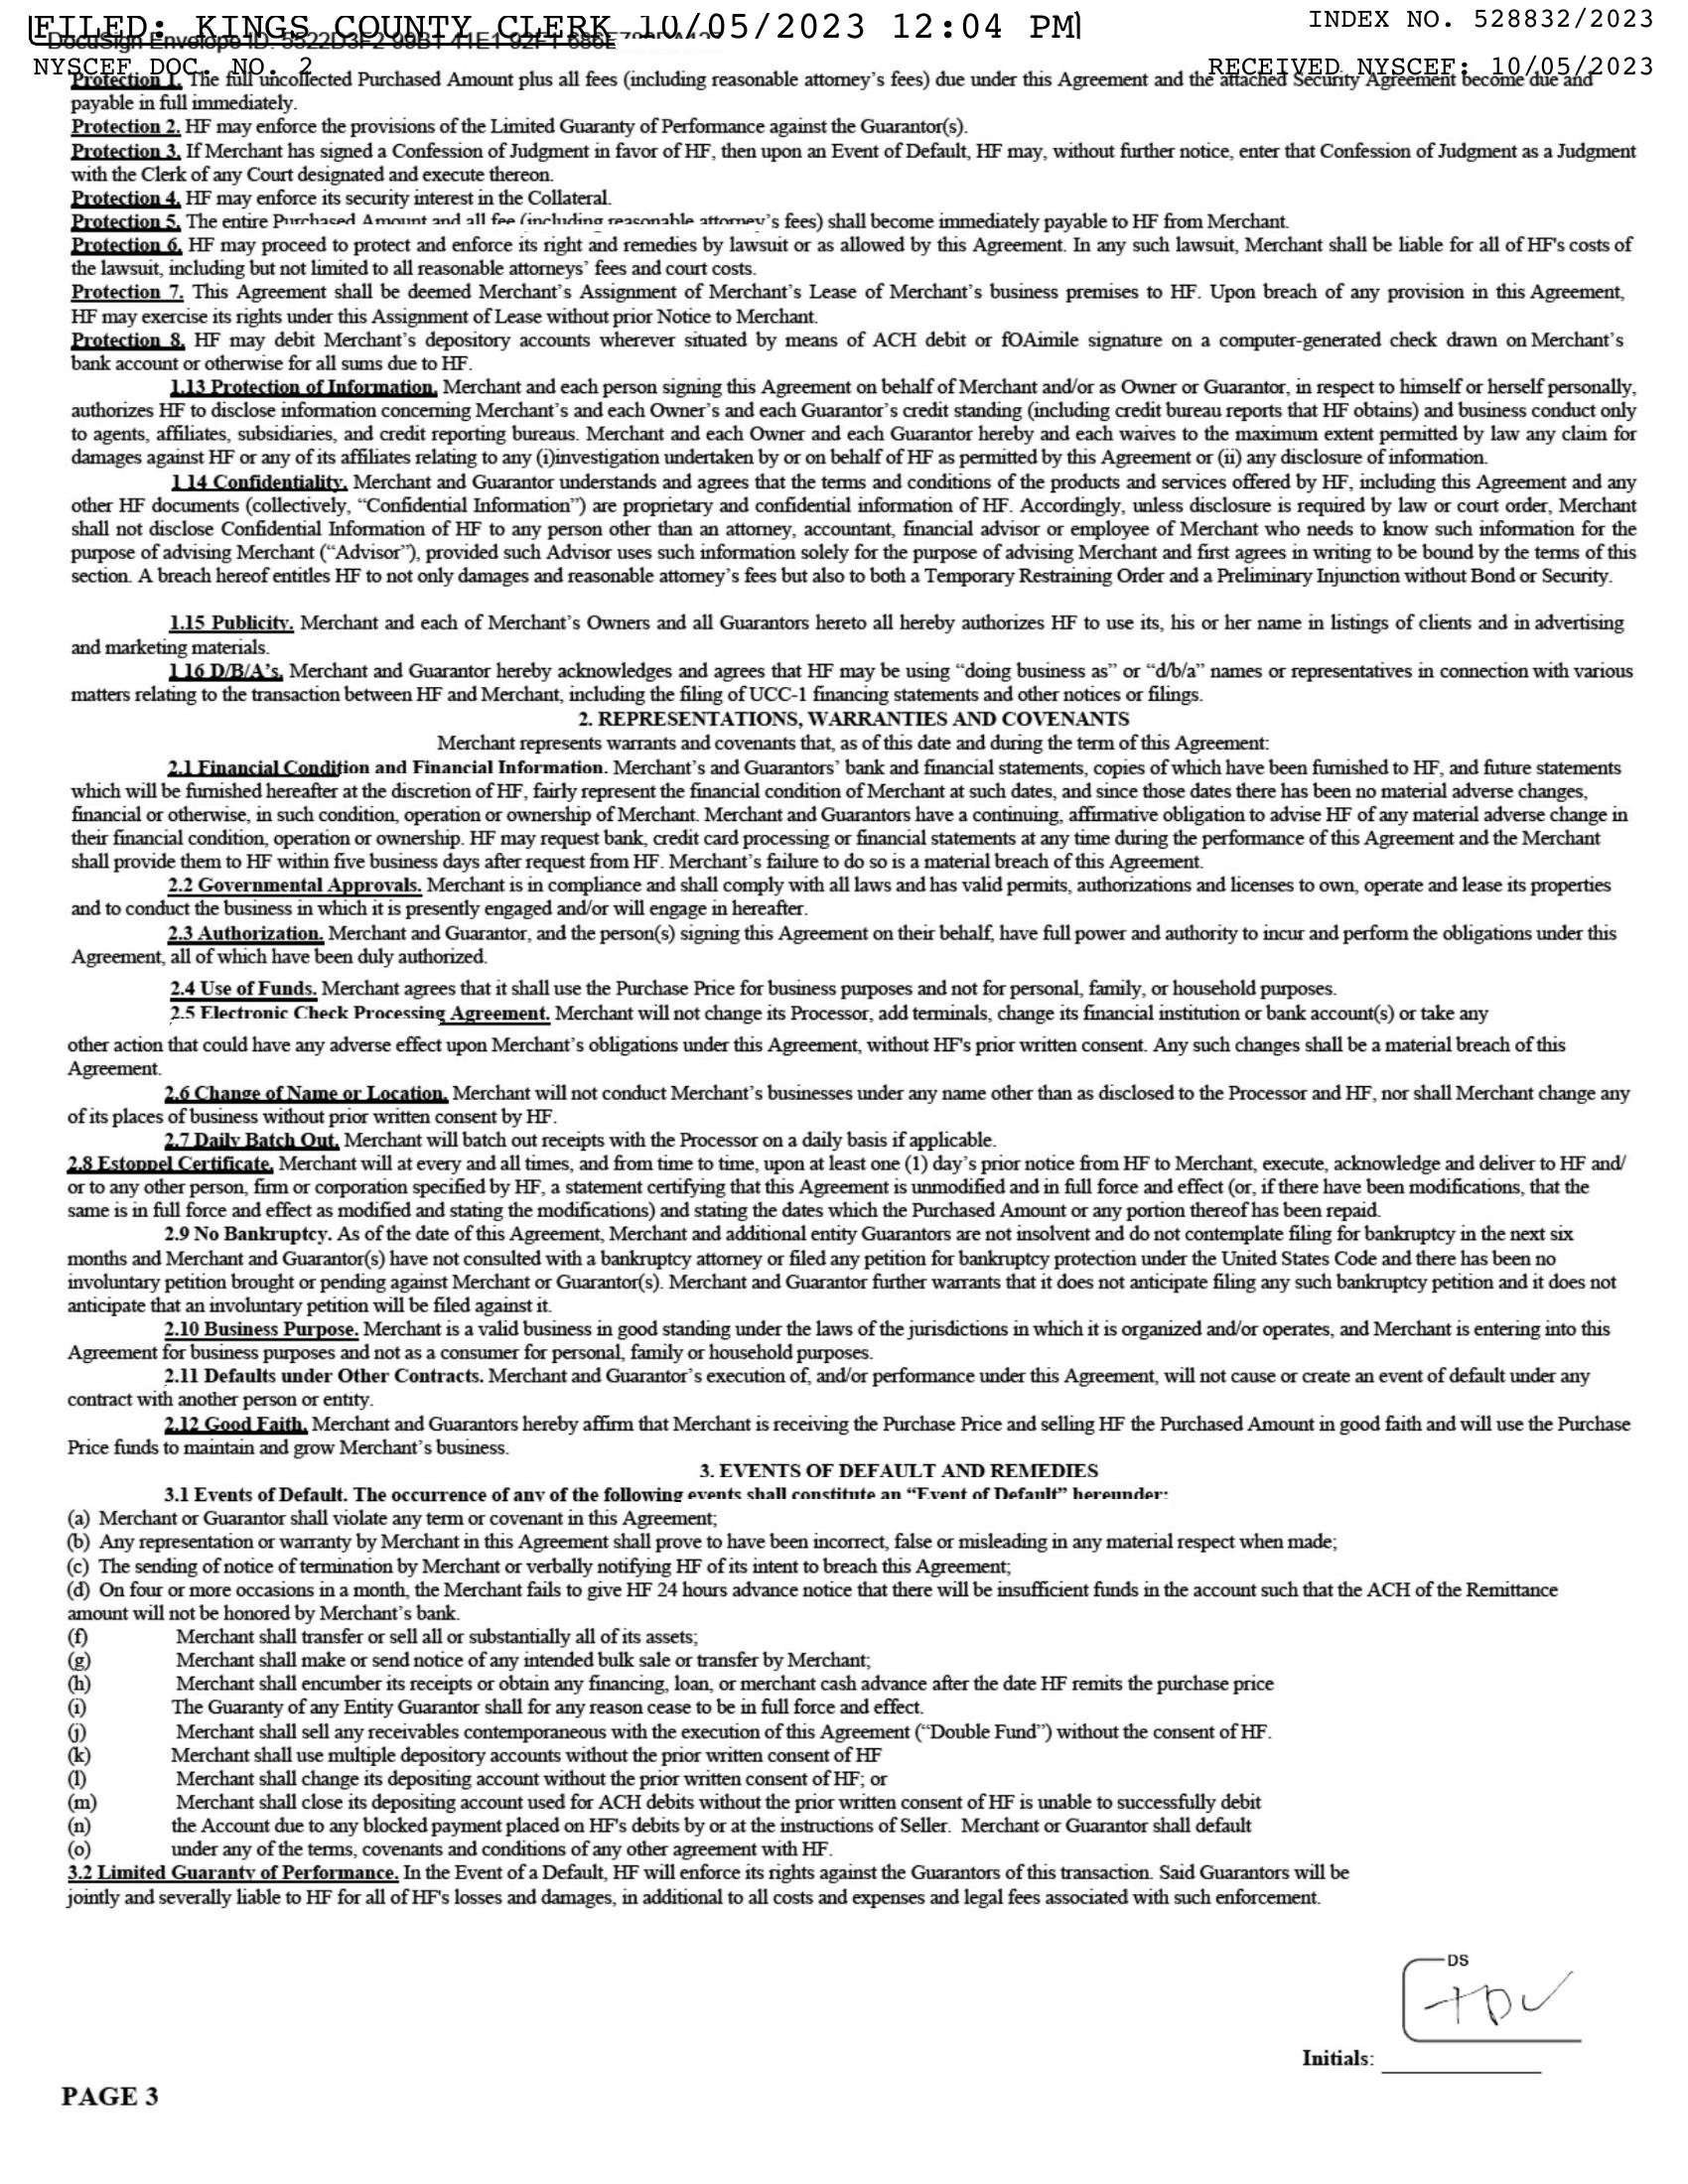 FILED: KINGS COUNTY CLERK 10/05/2023 12:04 PM
INDEX NO. 528832/2023
DocuSign Envelope ID:
NYSCEF DOC. NO. 2
RECEIVED NYSCEF: 10/05/2023
Protection 1. The full uncollected Purchased Amount plus all fees (including reasonable attorney's fees) due under this Agreement and the attached Security Agreement become due and
payable in full immediately.
Protection 2. HF may enforce the provisions of the Limited Guaranty of Performance against the Guarantor(s).
Protection 3. If Merchant has signed a Confession of Judgment in favor of HF, then upon an Event of Default, HF may, without further notice, enter that Confession of Judgment as a Judgment
with the Clerk of any Court designated and execute thereon.
Protection 4. HF may enforce its security interest in the Collateral.
Protection 5. The entire Purchased Amount and all fee (including reasonable attorney's fees) shall become immediately payable to HF from Merchant.
Protection 6. HF may proceed to protect and enforce its right and remedies by lawsuit or as allowed by this Agreement. In any such lawsuit, Merchant shall be liable for all of HF's costs of
the lawsuit, including but not limited to all reasonable attorneys' fees and court costs.
Protection 7. This Agreement shall be deemed Merchant's Assignment of Merchant's Lease of Merchant's business premises to HF. Upon breach of any provision in this Agreement,
HF may exercise its rights under this Assignment of Lease without prior Notice to Merchant.
Protection 8. HF may debit Merchant's depository accounts wherever situated by means of ACH debit or fOAimile signature on a computer-generated check drawn on Merchant's
bank account or otherwise for all sums due to HF.
1.13 Protection of Information. Merchant and each person signing this Agreement on behalf of Merchant and/or as Owner or Guarantor, in respect to himself or herself personally,
authorizes HF to disclose information concerning Merchant's and each Owner's and each Guarantor's credit standing (including credit bureau reports that HF obtains) and business conduct only
to agents, affiliates, subsidiaries, and credit reporting bureaus. Merchant and each Owner and each Guarantor hereby and each waives to the maximum extent permitted by law any claim for
damages against HF or any of its affiliates relating to any (i)investigation undertaken by or on behalf of HF as permitted by this Agreement or (ii) any disclosure of information.
1.14 Confidentiality. Merchant and Guarantor understands and agrees that the terms and conditions of the products and services offered by HF, including this Agreement and any
other HF documents (collectively, “Confidential Information”) are proprietary and confidential information of HF. Accordingly, unless disclosure is required by law or court order, Merchant
shall not disclose Confidential Information of HF to any person other than an attorney, accountant, financial advisor or employee of Merchant who needs to know such information for the
purpose of advising Merchant (“Advisor”), provided such Advisor uses such information solely for the purpose of advising Merchant and first agrees in writing to be bound by the terms of this
section. A breach hereof entitles HF to not only damages and reasonable attorney's fees but also to both a Temporary Restraining Order and a Preliminary Injunction without Bond or Security.
1.15 Publicity. Merchant and each of Merchant's Owners and all Guarantors hereto all hereby authorizes HF to use its, his or her name in listings of clients and in advertising
and marketing materials.
1.16 D/B/A's. Merchant and Guarantor hereby acknowledges and agrees that HF may be using “doing business as” or “d/b/a” names or representatives in connection with various
matters relating to the transaction between HF and Merchant, including the filing of UCC-1 financing statements and other notices or filings.
2. REPRESENTATIONS, WARRANTIES AND COVENANTS
Merchant represents warrants and covenants that, as of this date and during the term of this Agreement:
2.1 Financial Condition and Financial Information. Merchant's and Guarantors' bank and financial statements, copies of which have been furnished to HF, and future statements
which will be furnished hereafter at the discretion of HF, fairly represent the financial condition of Merchant at such dates, and since those dates there has been no material adverse changes,
financial or otherwise, in such condition, operation or ownership of Merchant. Merchant and Guarantors have a continuing, affirmative obligation to advise HF of any material adverse change in
their financial condition, operation or ownership. HF may request bank, credit card processing or financial statements at any time during the performance of this Agreement and the Merchant
shall provide them to HF within five business days after request from HF. Merchant's failure to do so is a material breach of this Agreement.
2.2 Governmental Approvals. Merchant is in compliance and shall comply with all laws and has valid permits, authorizations and licenses to own, operate and lease its properties
and to conduct the business in which it is presently engaged and/or will engage in hereafter.
2.3 Authorization. Merchant and Guarantor, and the person(s) signing this Agreement on their behalf, have full power and authority to incur and perform the obligations under this
Agreement, all of which have been duly authorized.
2.4 Use of Funds. Merchant agrees that it shall use the Purchase Price for business purposes and not for personal, family, or household purposes.
2.5 Electronic Check Processing Agreement. Merchant will not change its Processor, add terminals, change its financial institution or bank account(s) or take any
other action that could have any adverse effect upon Merchant's obligations under this Agreement, without HF's prior written consent. Any such changes shall be a material breach of this
Agreement.
2.6 Change of Name or Location. Merchant will not conduct Merchant's businesses under any name other than as disclosed to the Processor and HF, nor shall Merchant change any
of its places of business without prior written consent by HF.
2.7 Daily Batch Out. Merchant will batch out receipts with the Processor on a daily basis if applicable.
2.8 Estoppel Certificate. Merchant will at every and all times, and from time to time, upon at least one (1) day's prior notice from HF to Merchant, execute, acknowledge and deliver to HF and/
or to any other person, firm or corporation specified by HF, a statement certifying that this Agreement is unmodified and in full force and effect (or, if there have been modifications, that the
same is in full force and effect as modified and stating the modifications) and stating the dates which the Purchased Amount or any portion thereof has been repaid.
2.9 No Bankruptcy. As of the date of this Agreement, Merchant and additional entity Guarantors are not insolvent and do not contemplate filing for bankruptcy in the next six
months and Merchant and Guarantor(s) have not consulted with a bankruptcy attorney or filed any petition for bankruptcy protection under the United States Code and there has been no
involuntary petition brought or pending against Merchant or Guarantor(s). Merchant and Guarantor further warrants that it does not anticipate filing any such bankruptcy petition and it does not
anticipate that an involuntary petition will be filed against it.
2.10 Business Purpose. Merchant is a valid business in good standing under the laws of the jurisdictions in which it is organized and/or operates, and Merchant is entering into this
Agreement for business purposes and not as a consumer for personal, family or household purposes.
2.11 Defaults under Other Contracts. Merchant and Guarantor's execution of, and/or performance under this Agreement, will not cause or create an event of default under any
contract with another person or entity.
2.12 Good Faith. Merchant and Guarantors hereby affirm that Merchant is receiving the Purchase Price and selling HF the Purchased Amount in good faith and will use the Purchase
Price funds to maintain and grow Merchant's business.
3. EVENTS OF DEFAULT AND REMEDIES
3.1 Events of Default. The occurrence of any of the following events shall constitute an “Event of Default” hereunder:
(a) Merchant or Guarantor shall violate any term or covenant in this Agreement;
(b) Any representation or warranty by Merchant in this Agreement shall prove to have been incorrect, false or misleading in any material respect when made;
(c) The sending of notice of termination by Merchant or verbally notifying HF of its intent to breach this Agreement;
(d) On four or more occasions in a month, the Merchant fails to give HF 24 hours advance notice that there will be insufficient funds in the account such that the ACH of the Remittance
amount will not be honored by Merchant's bank.
(f) Merchant shall transfer or sell all or substantially all of its assets;
(g) Merchant shall make or send notice of any intended bulk sale or transfer by Merchant;
(h) Merchant shall encumber its receipts or obtain any financing, loan, or merchant cash advance after the date HF remits the purchase price
(i) The Guaranty of any Entity Guarantor shall for any reason cease to be in full force and effect.
(j) Merchant shall sell any receivables contemporaneous with the execution of this Agreement (“Double Fund”) without the consent of HF.
(k) Merchant shall use multiple depository accounts without the prior written consent of HF
(l) Merchant shall change its depositing account without the prior written consent of HF; or
(m) Merchant shall close its depositing account used for ACH debits without the prior written consent of HF is unable to successfully debit
(n) the Account due to any blocked payment placed on HF's debits by or at the instructions of Seller. Merchant or Guarantor shall default
(o) under any of the terms, covenants and conditions of any other agreement with HF.
3.2 Limited Guaranty of Performance. In the Event of a Default, HF will enforce its rights against the Guarantors of this transaction. Said Guarantors will be
jointly and severally liable to HF for all of HF's losses and damages, in additional to all costs and expenses and legal fees associated with such enforcement.
DS
Initials:
PAGE 3